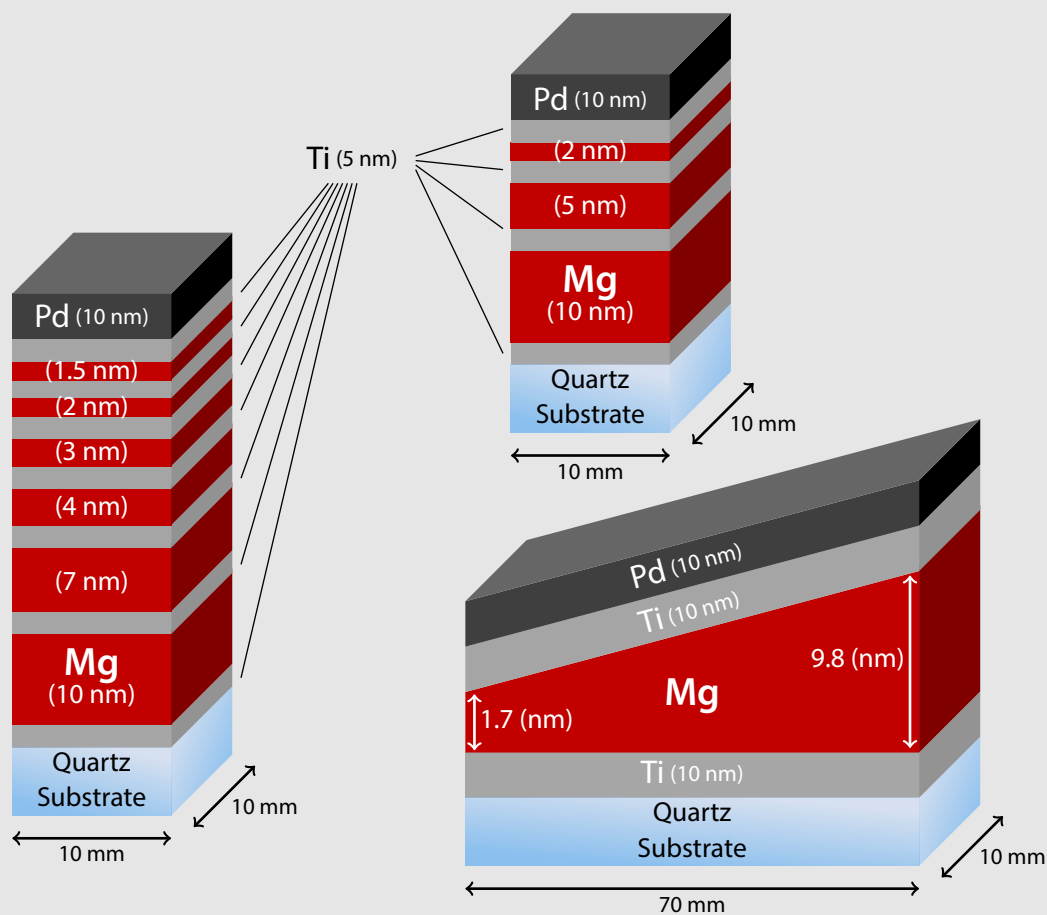 Pd (10 nm)
(2 nm)
(5 nm)
Mg
(10 nm)
Quartz
Substrate
10 mm
10 mm
Ti (5 nm)
Pd (10 nm)
(1.5 nm)
(2 nm)
(3 nm)
(4 nm)
(7 nm)
Mg
(10 nm)
Quartz
Substrate
10 mm
10 mm
Pd (10 nm)
Ti (10 nm)
9.8 (nm)
Mg
1.7 (nm)
Ti (10 nm)
Quartz
Substrate
10 mm
70 mm